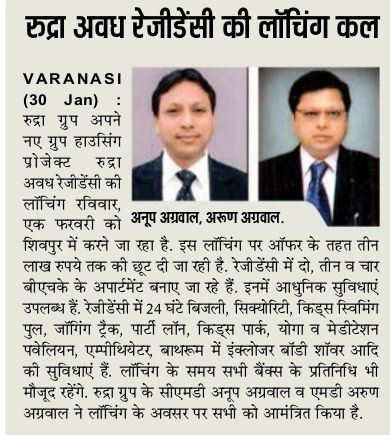 रुद्रा अवध रेजीडेंसी की लॉचिंग कल
VARANASI
(30 Jan) :
रुद्रा ग्रुप अपने
नए ग्रुप हाउसिंग
प्रोजेक्ट रुद्रा
अवध रेजीडेंसी की
लॉचिंग रविवार,
एक फरवरी को
अनूप अग्रवाल, अरूण अग्रवाल.
शिवपुर में करने जा रहा है. इस लॉचिंग पर ऑफर के तहत तीन
लाख रुपये तक की छूट दी जा रही है. रेजीडेंसी में दो, तीन व चार
बीएचके के अपार्टमेंट बनाए जा रहे हैं. इनमें आधुनिक सुविधाएं
उपलब्ध हैं. रेजीडेंसी में 24 घंटे बिजली, सिक्योरिटी, किड्स स्विमिंग
पुल, जॉगिंग ट्रैक, पार्टी लॉन, किड्स पार्क, योगा व मेडीटेशन
पवेलियन, एम्पीथियेटर, बाथरूम में इंक्लोजर बॉडी शॉवर आदि
की सुविधाएं हैं. लॉचिंग के समय सभी बैंक्स के प्रतिनिधि भी
मौजूद रहेंगे. रुद्रा ग्रुप के सीएमडी अनूप अग्रवाल व एमडी अरुण
अग्रवाल ने लॉचिंग के अवसर पर सभी को आमंत्रित किया है.